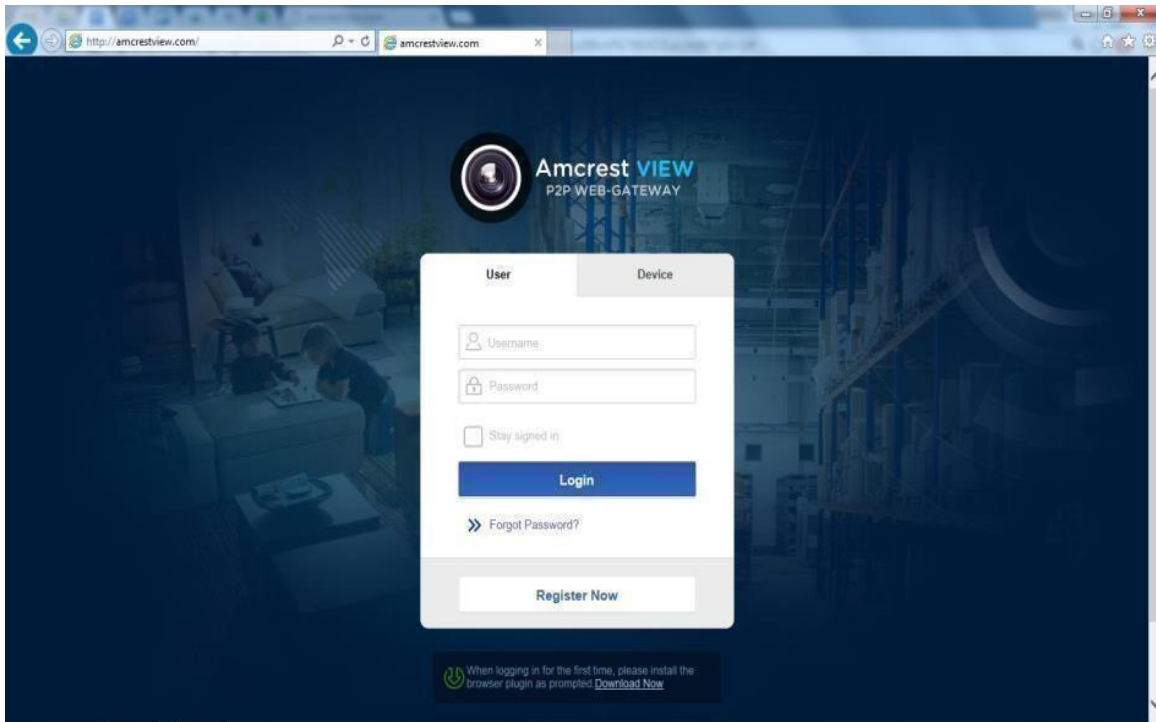 http://amcrestview.com/
amcrestview.com
Amcrest VIEW
P2P WEB-GATEWAY
User
Device
Username
Password
Stay signed in
Login
Forgot Password?
Register Now
When logging in for the first time, please install the
browser plugin as prompted Download Now